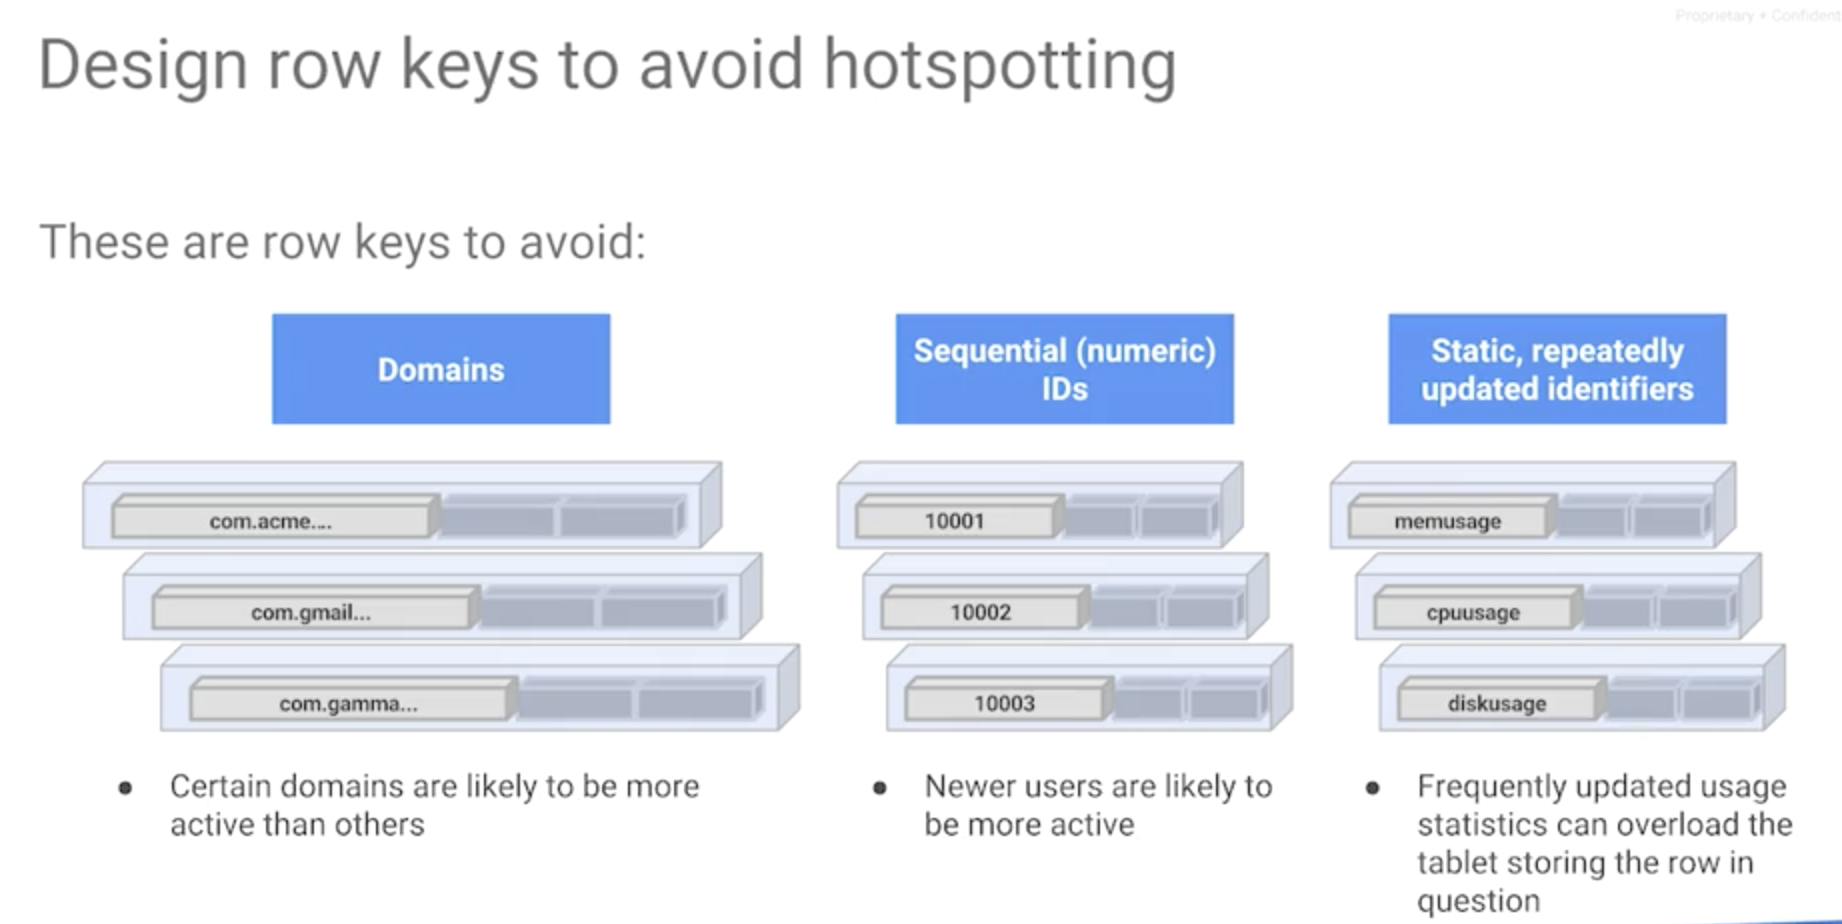 Proprietary + Confident
Design row keys to avoid hotspotting
These are row keys to avoid:
Domains
com.acme...
com.gmail...
com.gamma...
● Certain domains are likely to be more
active than others
Sequential (numeric)
IDs
10001
10002
10003
● Newer users are likely to
be more active
Static, repeatedly
updated identifiers
memusage
cpuusage
diskusage
● Frequently updated usage
statistics can overload the
tablet storing the row in
question